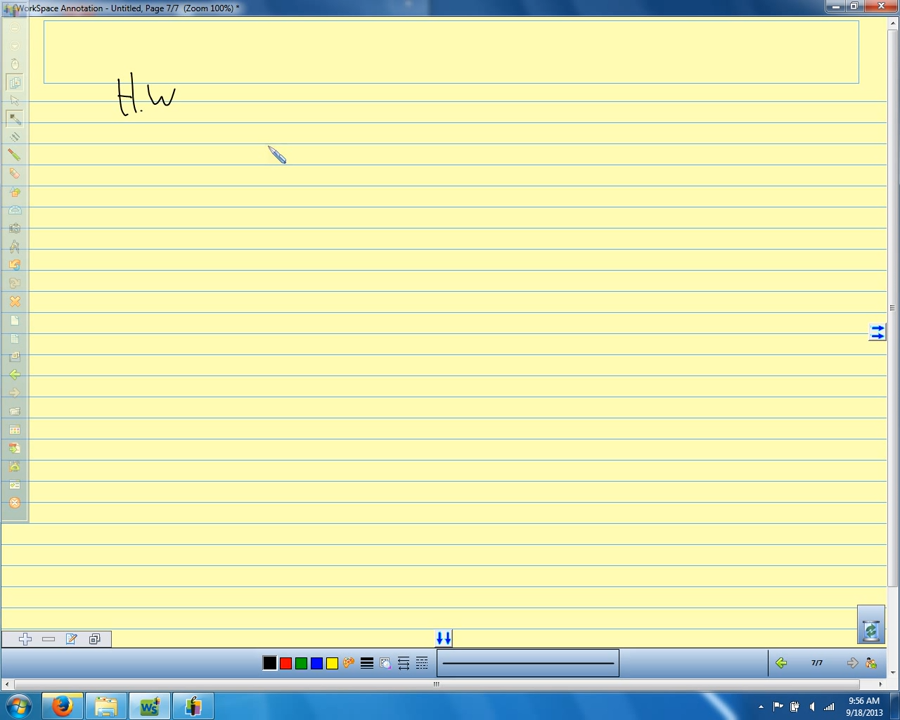 WorkSpace Annotation - Untitled, Page 7/7 (Zoom 100%) *
H.W
7/7
9:56 AM
9/18/2013